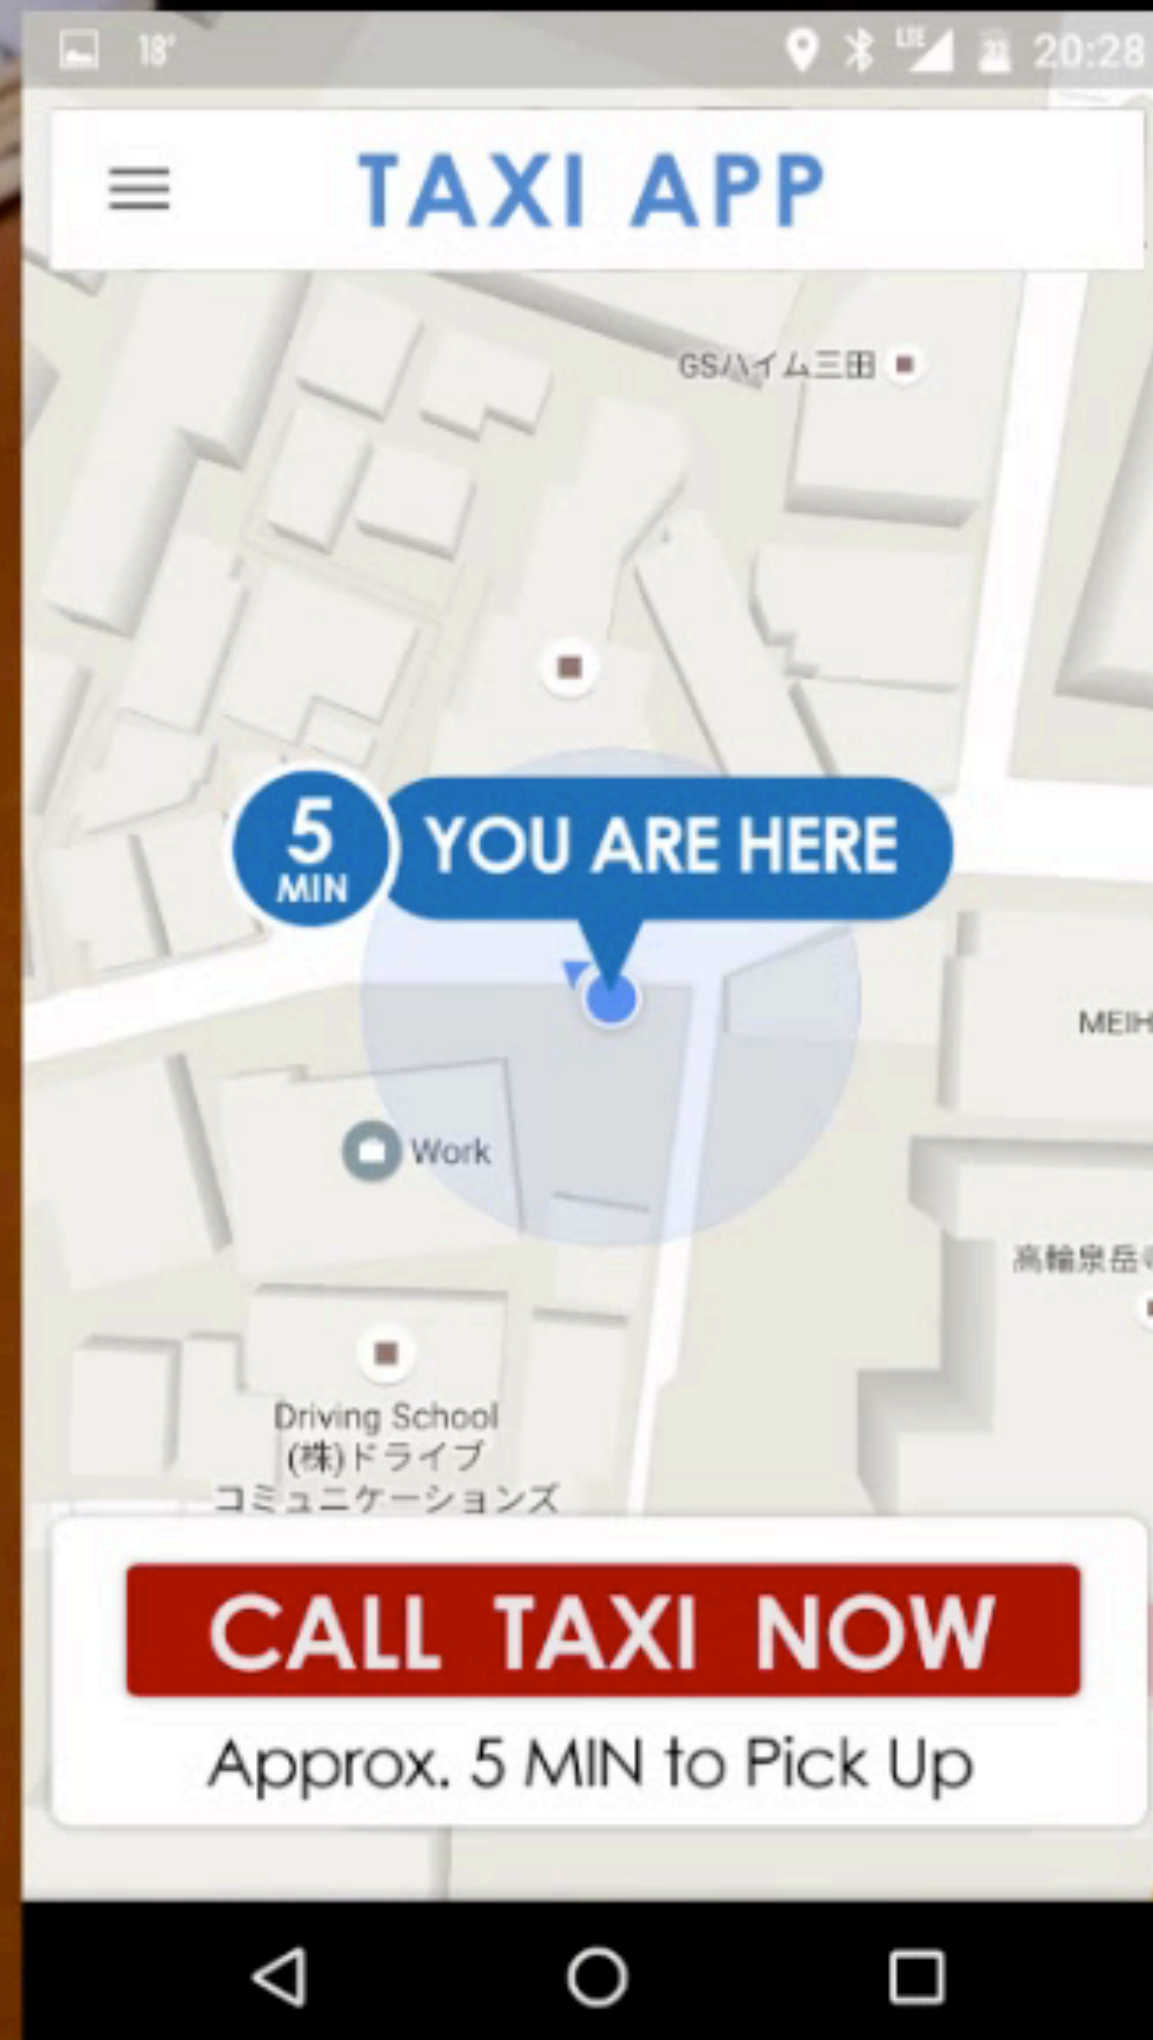 18°
LTE
33
20:28
TAXI APP
GSハイム三田
5
MIN
YOU ARE HERE
MEIH
Work
高輪泉岳
Driving School
(株)ドライブ
コミュニケーションズ
CALL TAXI NOW
Approx. 5 MIN to Pick Up